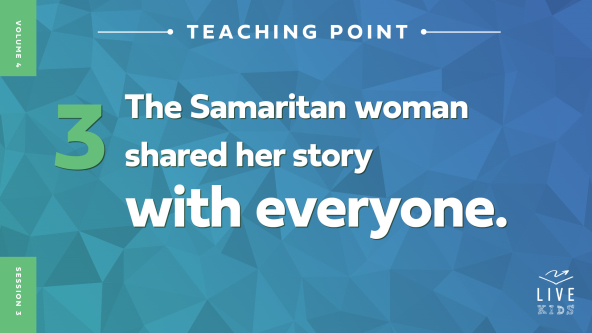 VOLUME 4
TEACHING POINT
3
The Samaritan woman
shared her story
with everyone.
SESSION 3
LIVE
KIDS